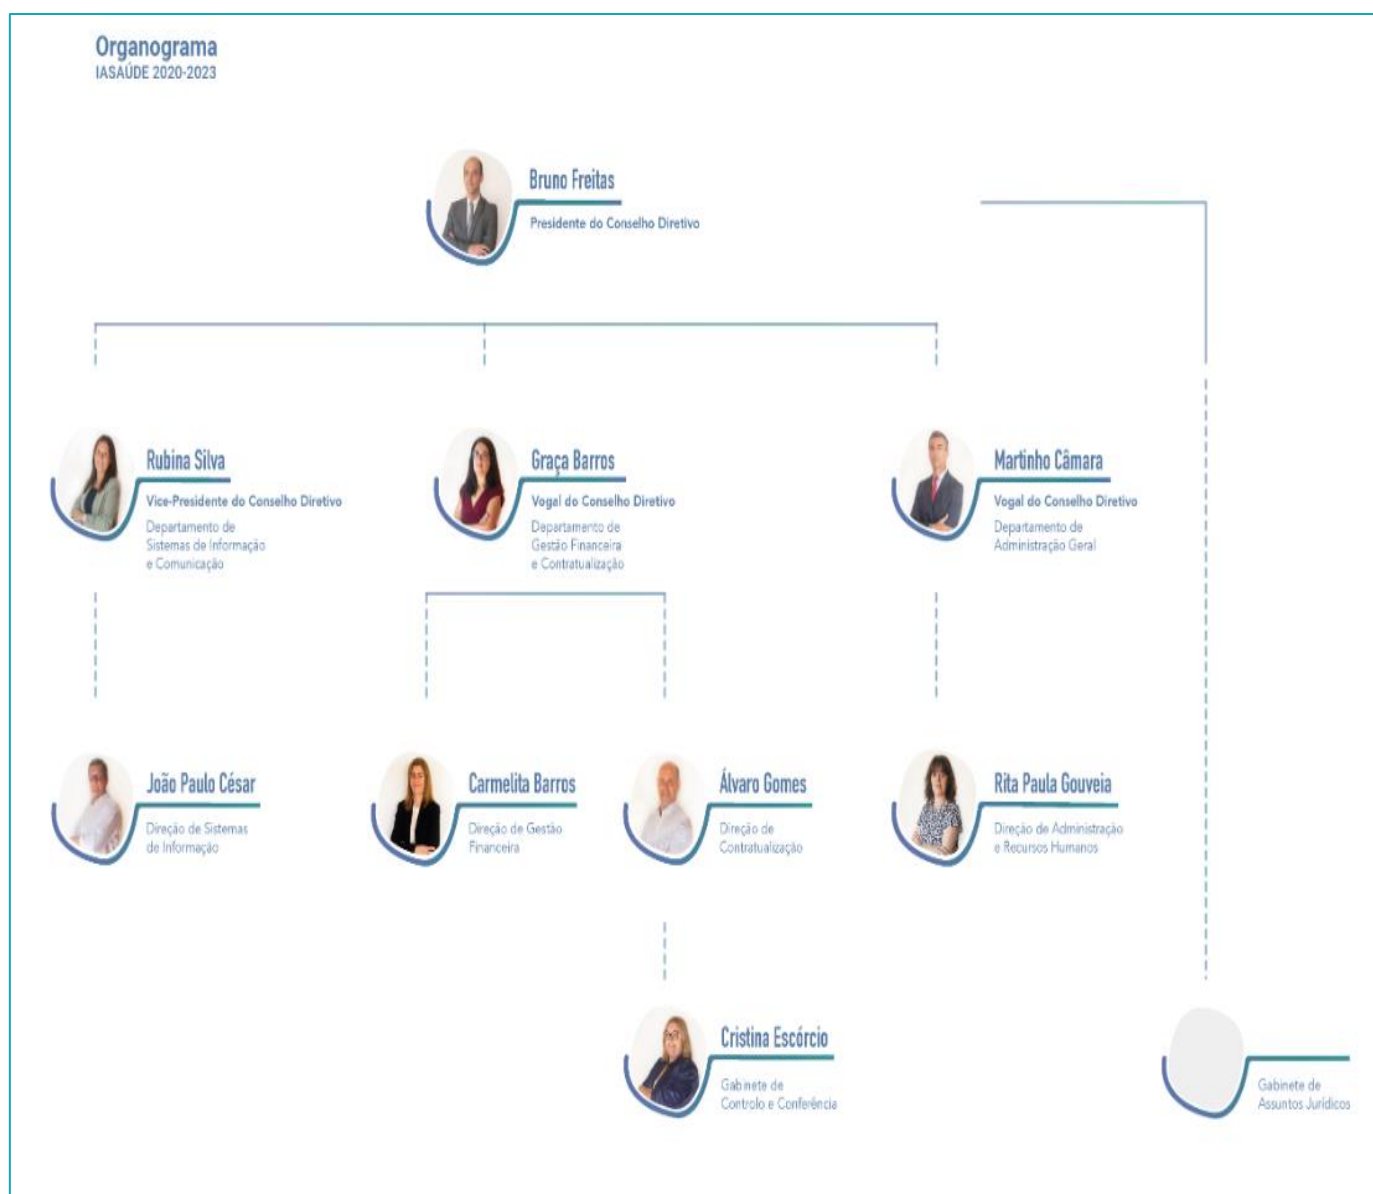 Organograma
IASAÚDE 2020-2023
Bruno Freitas
Presidente do Conselho Diretivo
Rubina Silva
Vice-Presidente do Conselho Diretivo
Departamento de
Sistemas de Informação
e Comunicação
Graça Barros
Vogal do Conselho Diretivo
Departamento de
Gestão Financeira
e Contratualização
Martinho Câmara
Vogal do Conselho Diretivo
Departamento de
Administração Geral
João Paulo César
Direção de Sistemas
de Informação
Carmelita Barros
Direção de Gestão
Financeira
Álvaro Gomes
Direção de
Contratualização
Rita Paula Gouveia
Direção de Administração
e Recursos Humanos
Cristina Escórcio
Gabinete de
Controlo e Conferência
Gabinete de
Assuntos Jurídicos